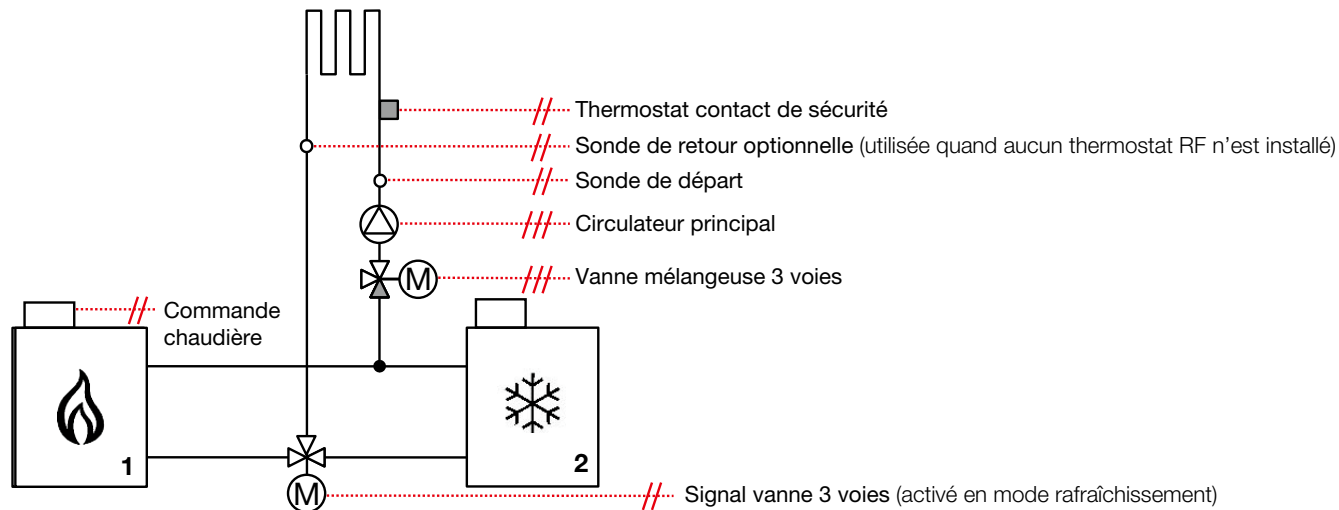 Thermostat contact de sécurité
Sonde de retour optionnelle (utilisée quand aucun thermostat RF n’est installé)
Sonde de départ
Circulateur principal
M
Vanne mélangeuse 3 voies
Commande
chaudière
1
2
M
Signal vanne 3 voies (activé en mode rafraîchissement)